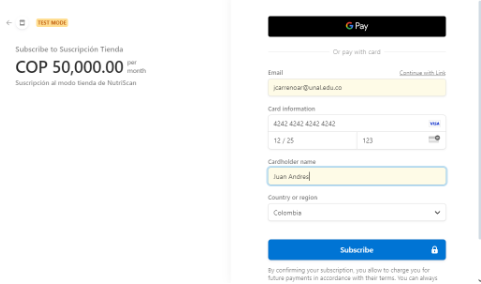 TEST MODE
Subscribe to Suscripción Tienda
COP 50,000.00 per month
Suscripción al modo tienda de NutriScan
G Pay
Or pay with card
Email
Continue with Link
jcarrenoar@unal.edu.co
Card information
4242 4242 4242 4242
VISA
12 / 25
123
Cardholder name
Juan Andres
Country or region
Colombia
Subscribe
By confirming your subscription, you allow to charge you for
future payments in accordance with their terms. You can always